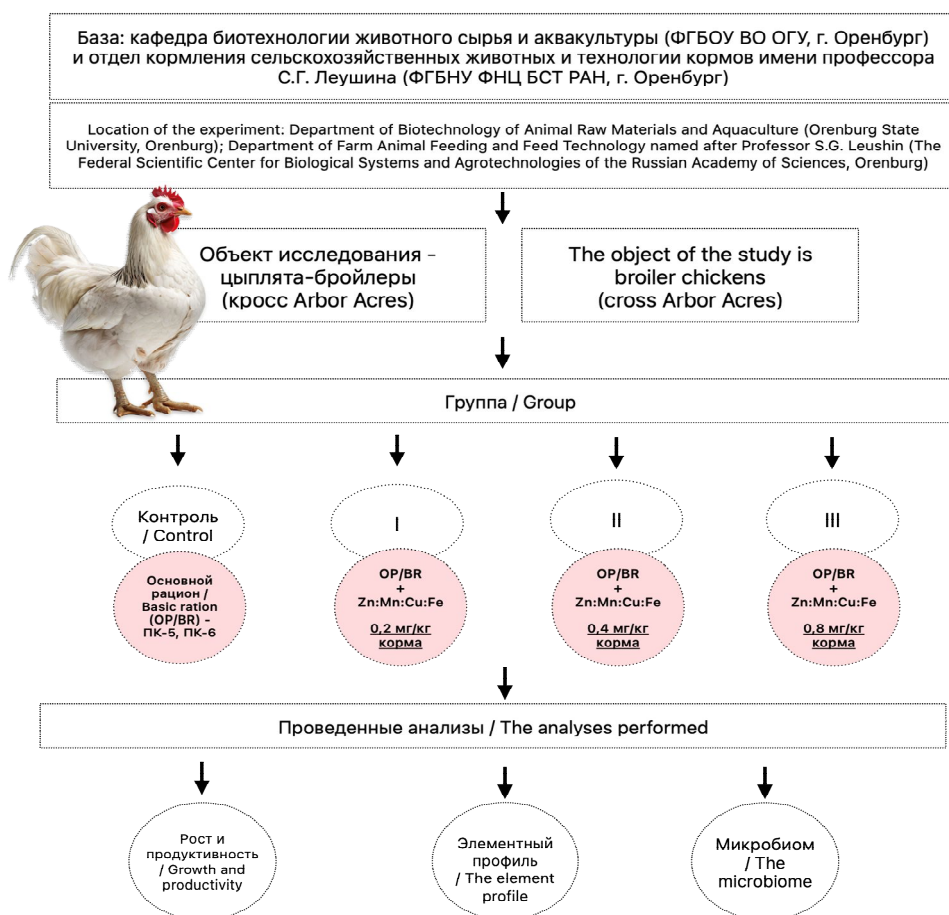 База: кафедра биотехнологии животного сырья и аквакультуры (ФГБОУ ВО ОГУ, г. Оренбург)
и отдел кормления сельскохозяйственных животных и технологии кормов имени профессора
С.Г. Леушина (ФГБНУ ФНЦ БСТ РАН, г. Оренбург)
Location of the experiment: Department of Biotechnology of Animal Raw Materials and Aquaculture (Orenburg State
University, Orenburg); Department of Farm Animal Feeding and Feed Technology named after Professor S.G. Leushin (The
Federal Scientific Center for Biological Systems and Agrotechnologies of the Russian Academy of Sciences, Orenburg)
Объект исследования -
цыплята-бройлеры
(кросс Arbor Acres)
The object of the study is
broiler chickens
(cross Arbor Acres)
Группа / Group
Контроль
/ Control
Основной
рацион /
Basic ration
(OP/BR) -
ПК-5, ПК-6
I
OP/BR
+
Zn:Mn:Cu:Fe
0,2 мг/кг
корма
II
OP/BR
+
Zn:Mn:Cu:Fe
0,4 мг/кг
корма
III
OP/BR
+
Zn:Mn:Cu:Fe
0,8 мг/кг
корма
Проведенные анализы / The analyses performed
Рост и
продуктивность
/ Growth and
productivity
Элементный
профиль
/ The element
profile
Микробиом
/ The
microbiome